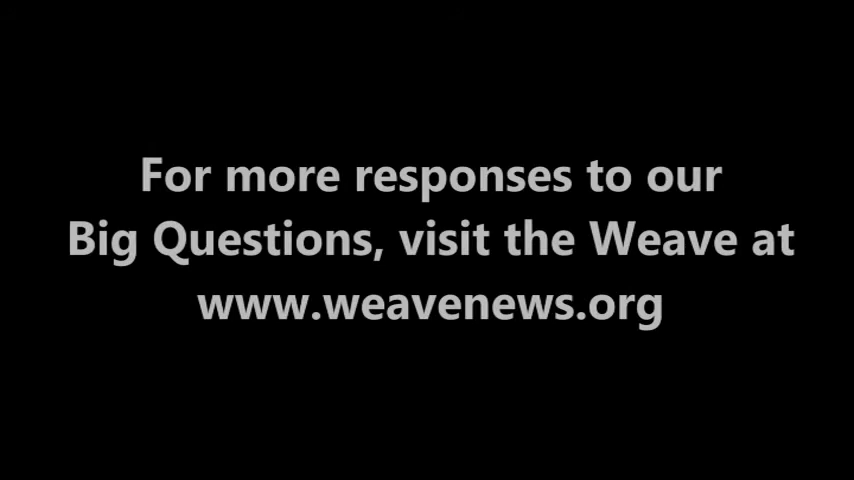 For more responses to our
Big Questions, visit the Weave at
www.weavenews.org